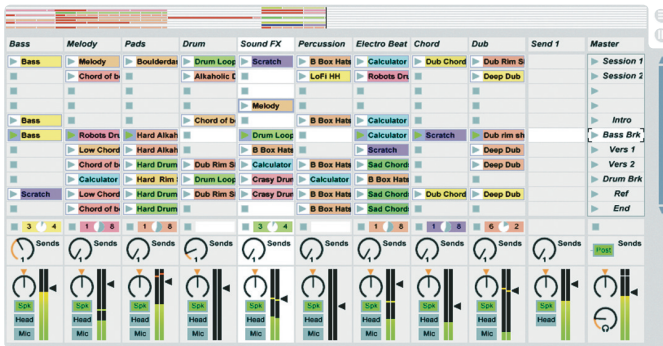 Bass Melody Pads Drum Sound FX Percussion Electro Beat Chord Dub Send 1 Master
Bass Melody Boulderdas Drum Loop Scratch B Box Hats Calculator Dub Chord Dub Rim Si Session 1
Chord of be Alkaholic D LoFi HH Robots Dru Deep Dub Session 2
Melody
Bass Chord of b B Box Hats Calculator Intro
Bass Robots Dru Hard Alkah Drum Loop Calculator Scratch Dub rim sh Bass Brk
Low Chord Hard Alkah B Box Hats Scratch Deep Dub Vers 1
Chord of b Hard Drum Dub Rim Si Calculator B Box Hats Sad Chord Deep Dub Vers 2
Calculator Hard Rim Drum Loop Crasy Drur Calculator B Box Hats Drum Brk
Scratch Low Chord Hard Drum Dub Rim Si Crasy Drur B Box Hats Sad Chord Dub Chord Deep Dub Ref
Chord of be Hard Drum B Box Hats Sad Chord End
3 4 1 8 1 8 3 4 1 8 1 8 6 2
Sends Sends Sends Sends Sends Sends Sends Sends Sends Sends Post Sends
Spk Spk Spk Spk Spk Spk Spk Spk Spk Spk
Head Head Head Head Head Head Head Head Head Head
Mic Mic Mic Mic Mic Mic Mic Mic Mic